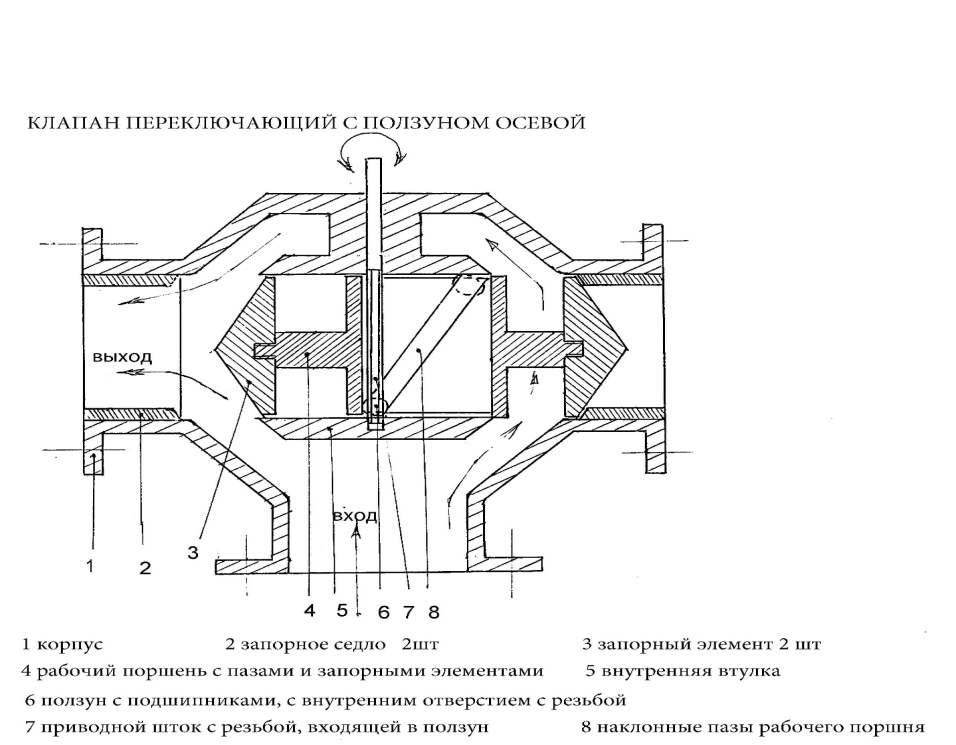 КЛАПАН ПЕРЕКЛЮЧАЮЩИЙ С ПОЛЗУНОМ ОСЕВОЙ
выход
вход
1 2 3 4 5 6 7 8
1 корпус 2 запорное седло 2шт 3 запорный элемент 2 шт
4 рабочий поршень с пазами и запорными элементами 5 внутренняя втулка
6 ползун с подшипниками, с внутренним отверстием с резьбой
7 приводной шток с резьбой, входящей в ползун 8 наклонные пазы рабочего поршня